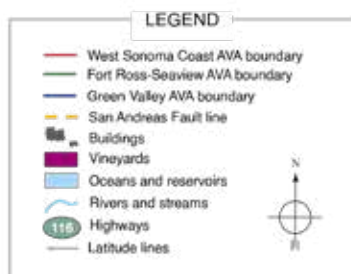 LEGEND
West Sonoma Coast AVA boundary
Fort Ross-Seaview AVA boundary
Green Valley AVA boundary
San Andreas Fault line
Buildings
Vineyards
Oceans and reservoirs
Rivers and streams
116 Highways
Latitude lines
N